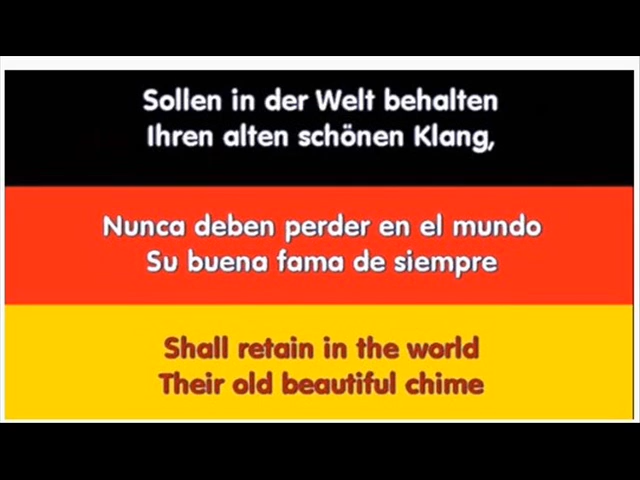 Sollen in der Welt behalten
Ihren alten schönen Klang,
Nunca deben perder en el mundo
Su buena fama de siempre
Shall retain in the world
Their old beautiful chime